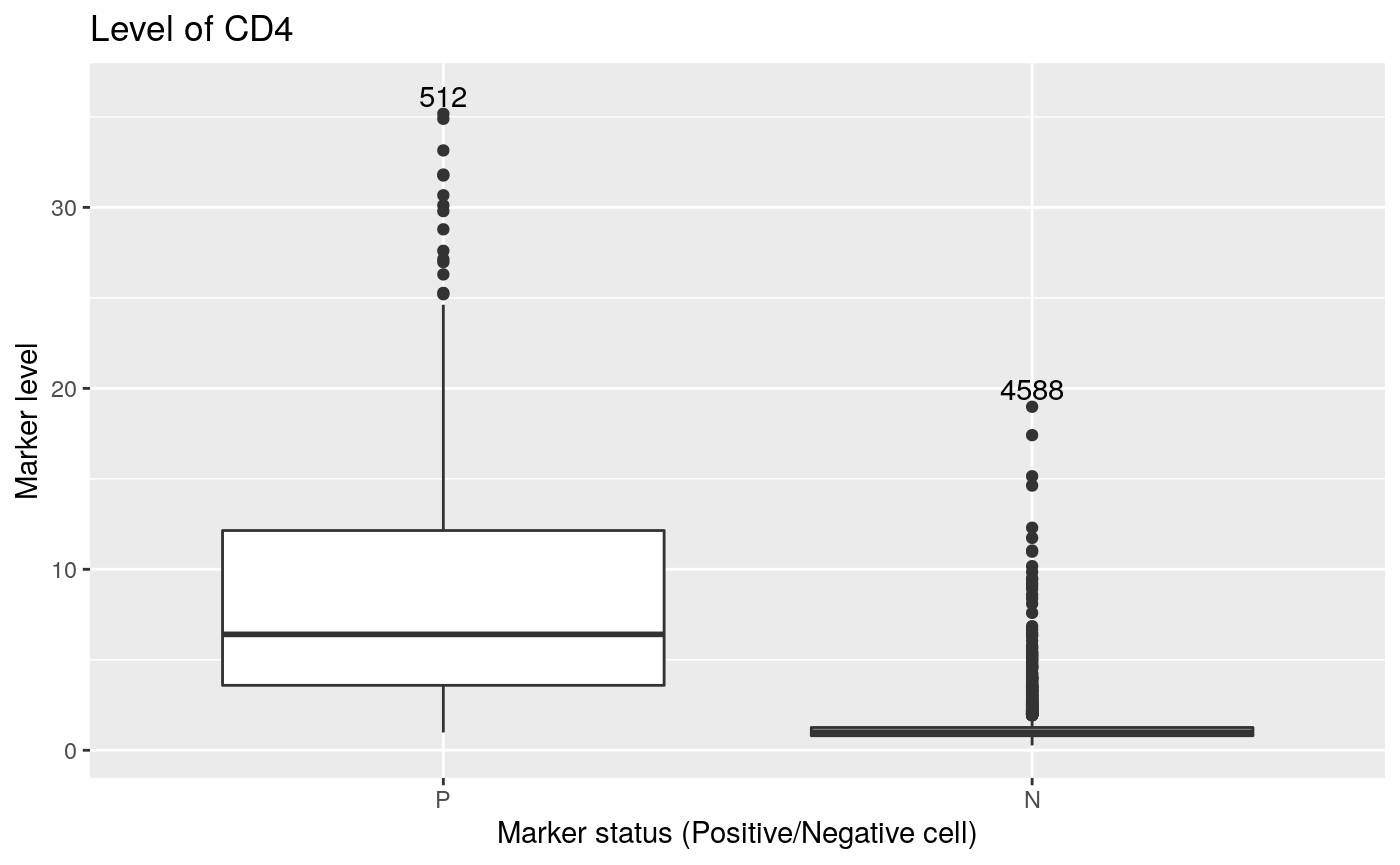 Level of CD4
512
30
20
4588
10
0
Marker level
P
N
Marker status (Positive/Negative cell)